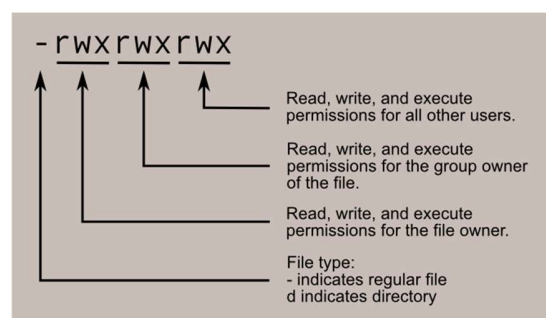 -rwxrwxrwx
Read, write, and execute
permissions for all other users.
Read, write, and execute
permissions for the group owner
of the file.
Read, write, and execute
permissions for the file owner.
File type:
- indicates regular file
d indicates directory